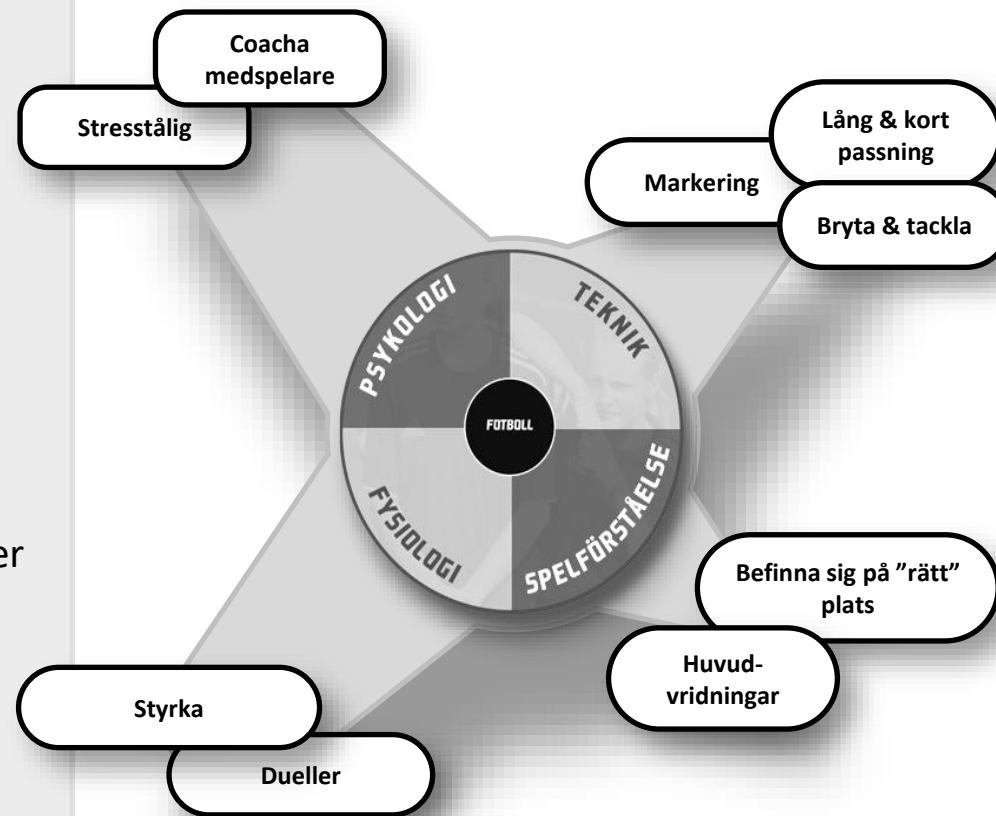 Coacha
medspelare
Stresstålig
Lång & kort
passning
Markering
Bryta & tackla
PSYKOLOGI
TEKNIK
FOTBOLL
FYSIOLOGI
SPELFÖRSTÅELSE
er
Befinna sig på ”rätt”
plats
Huvud-
vridningar
Styrka
Dueller